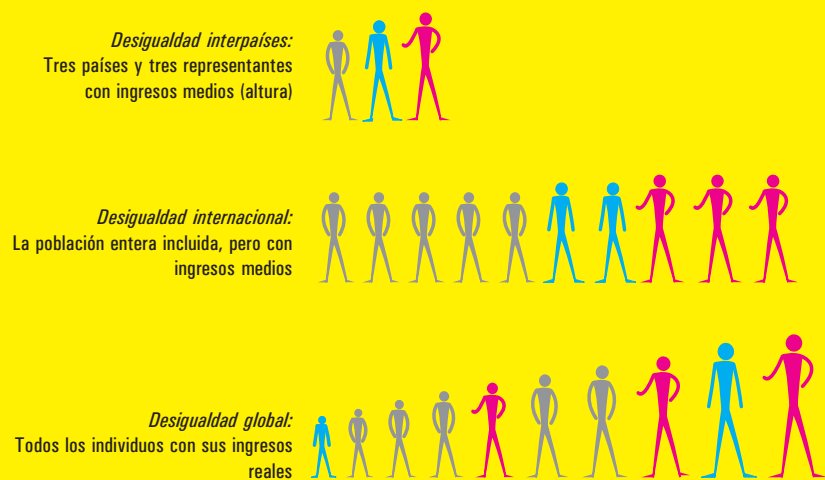 Desigualdad interpaíses:
Tres países y tres representantes
con ingresos medios (altura)
Desigualdad internacional:
La población entera incluida, pero con
ingresos medios
Desigualdad global:
Todos los individuos con sus ingresos
reales